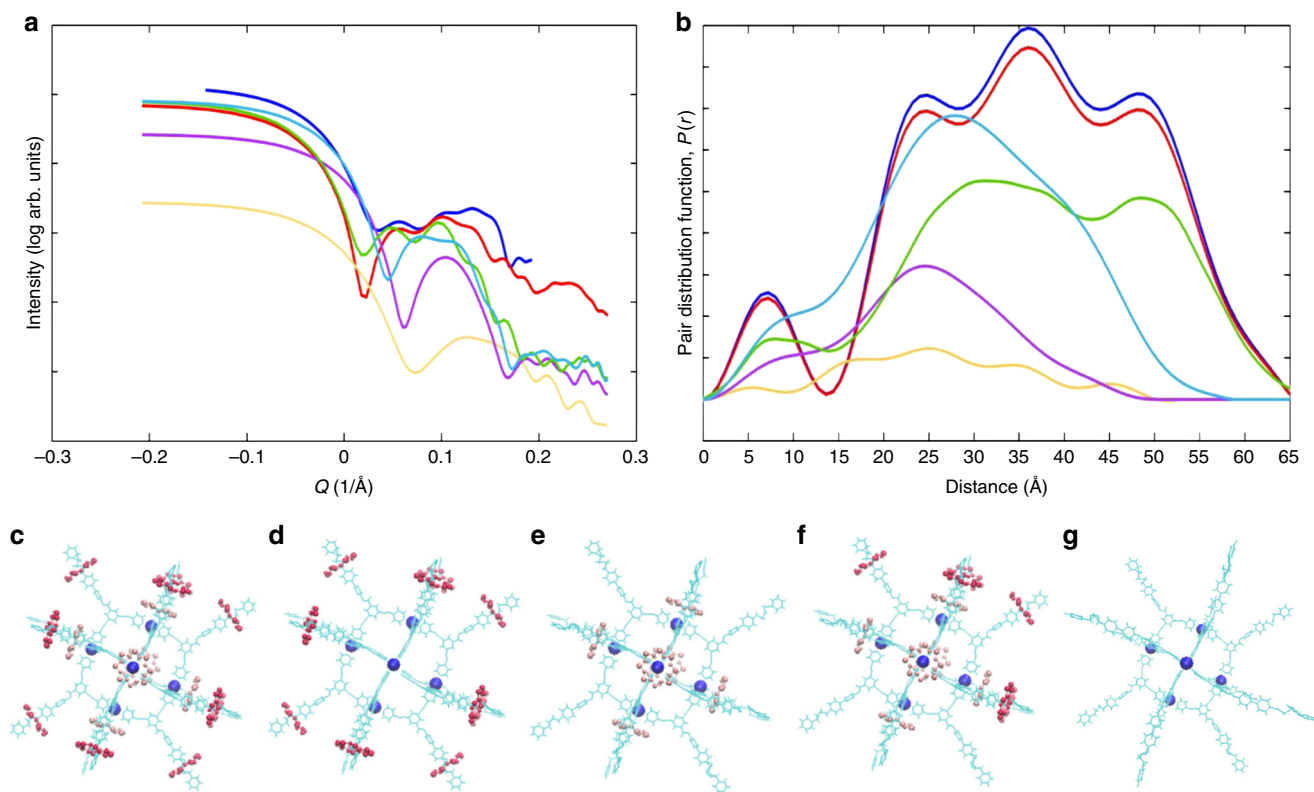 a
Intensity (log arb. units)
–0.3 –0.2 –0.1 0 0.1 0.2 0.3
Q (1/Å)
b
Pair distribution function, P(r)
0 5 10 15 20 25 30 35 40 45 50 55 60 65
Distance (Å)
c d e f g